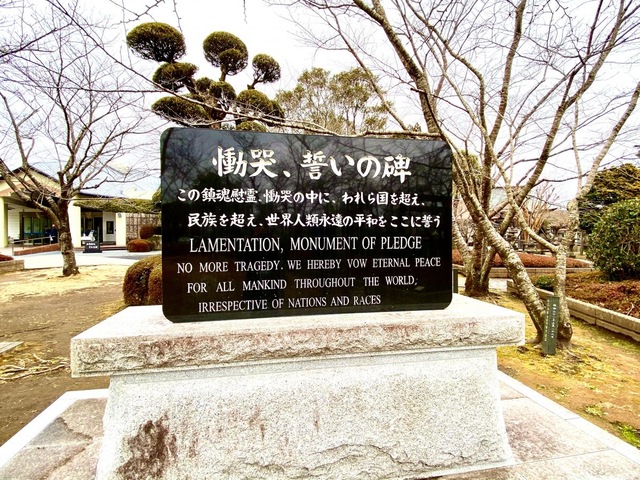 慟哭、誓いの碑
この鎮魂慰霊、慟哭の中に、われら国を超え、
民族を超え、世界人類永遠の平和をここに誓う
LAMENTATION, MONUMENT OF PLEDGE
NO MORE TRAGEDY. WE HEREBY VOW ETERNAL PEACE
FOR ALL MANKIND THROUGHOUT THE WORLD,
IRRESPECTIVE OF NATIONS AND RACES